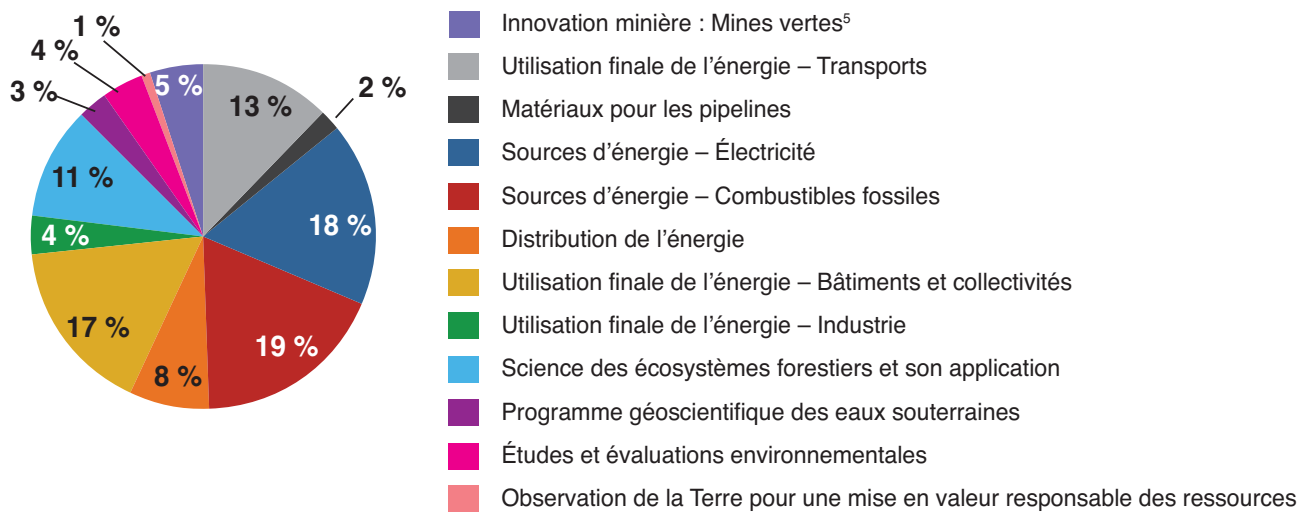 1 %
4 %
3 %
5 %
13 %
2 %
11 %
18 %
4 %
17 %
19 %
8 %
Innovation minière : Mines vertes⁵
Utilisation finale de l’énergie – Transports
Matériaux pour les pipelines
Sources d’énergie – Électricité
Sources d’énergie – Combustibles fossiles
Distribution de l’énergie
Utilisation finale de l’énergie – Bâtiments et collectivités
Utilisation finale de l’énergie – Industrie
Science des écosystèmes forestiers et son application
Programme géoscientifique des eaux souterraines
Études et évaluations environnementales
Observation de la Terre pour une mise en valeur responsable des ressources